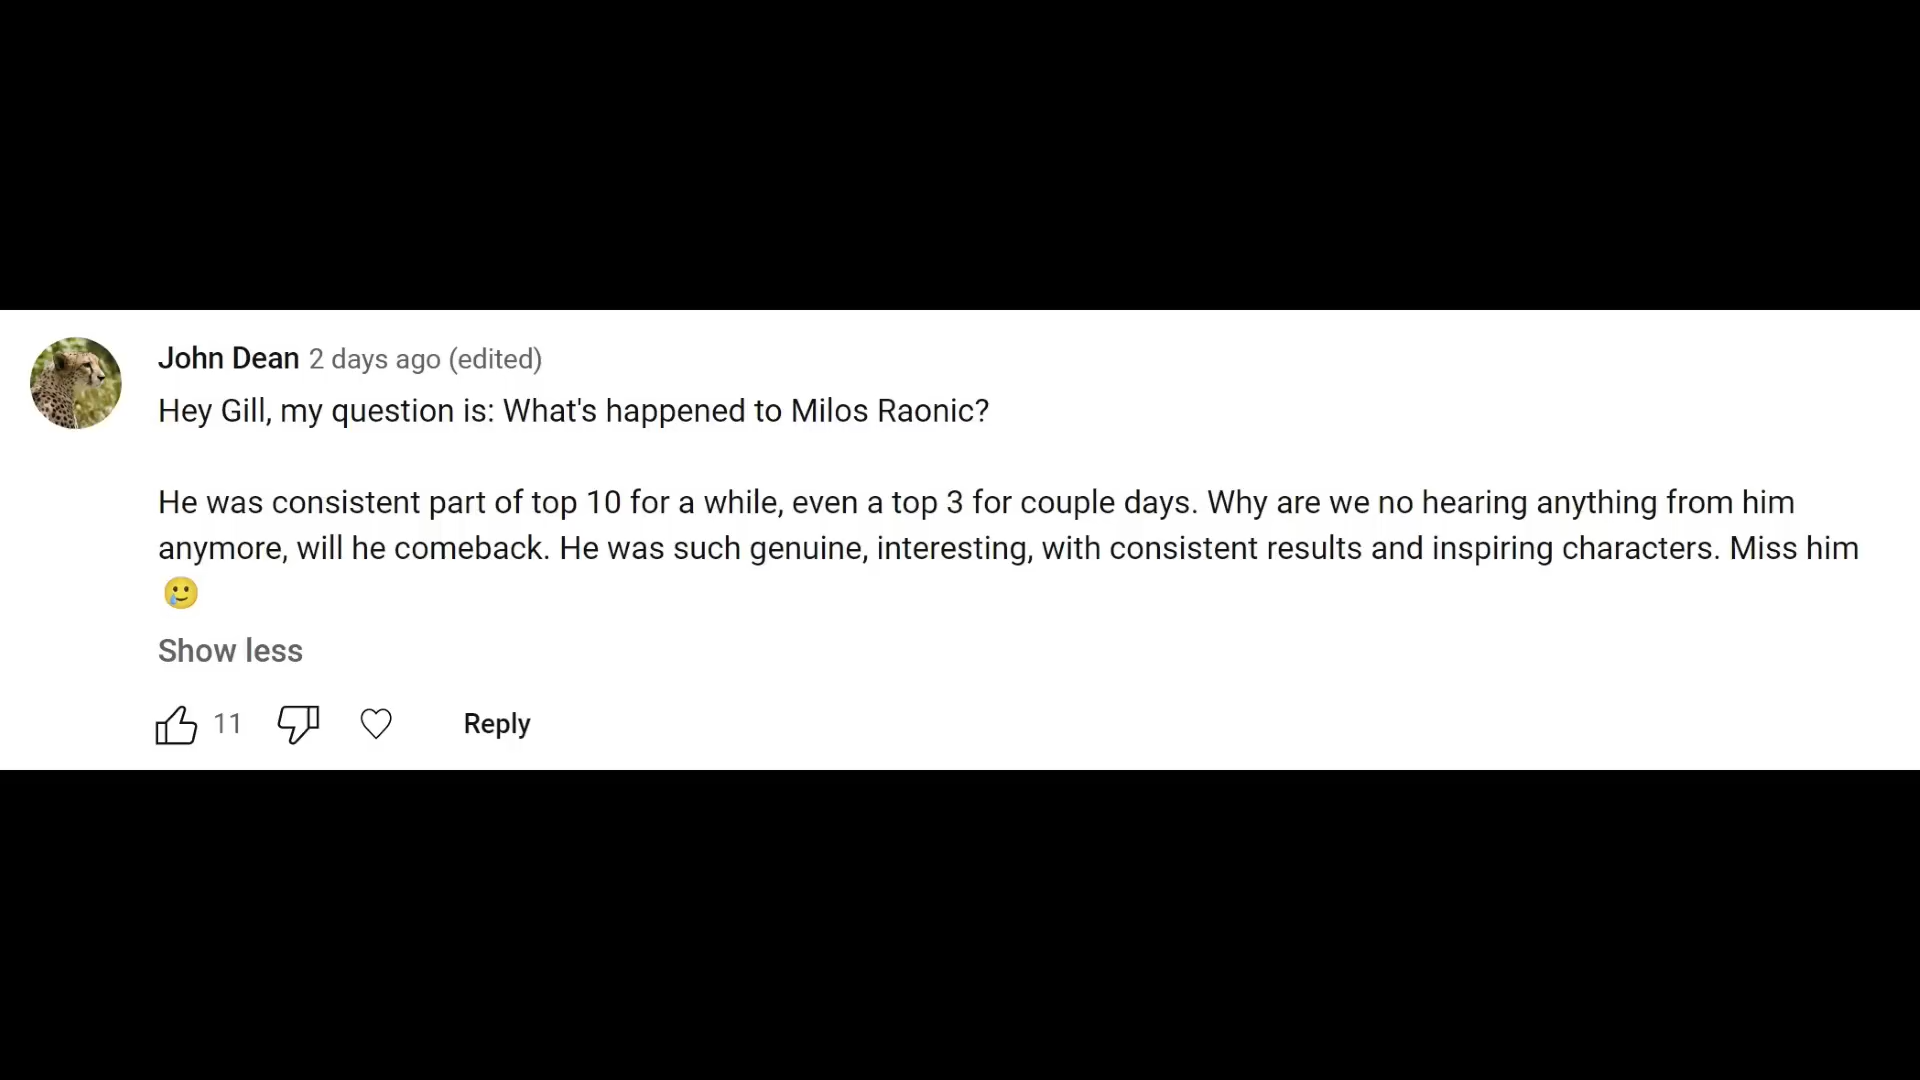 John Dean 2 days ago (edited)
Hey Gill, my question is: What's happened to Milos Raonic?
He was consistent part of top 10 for a while, even a top 3 for couple days. Why are we no hearing anything from him
anymore, will he comeback. He was such genuine, interesting, with consistent results and inspiring characters. Miss him
🥲
Show less
11 Reply